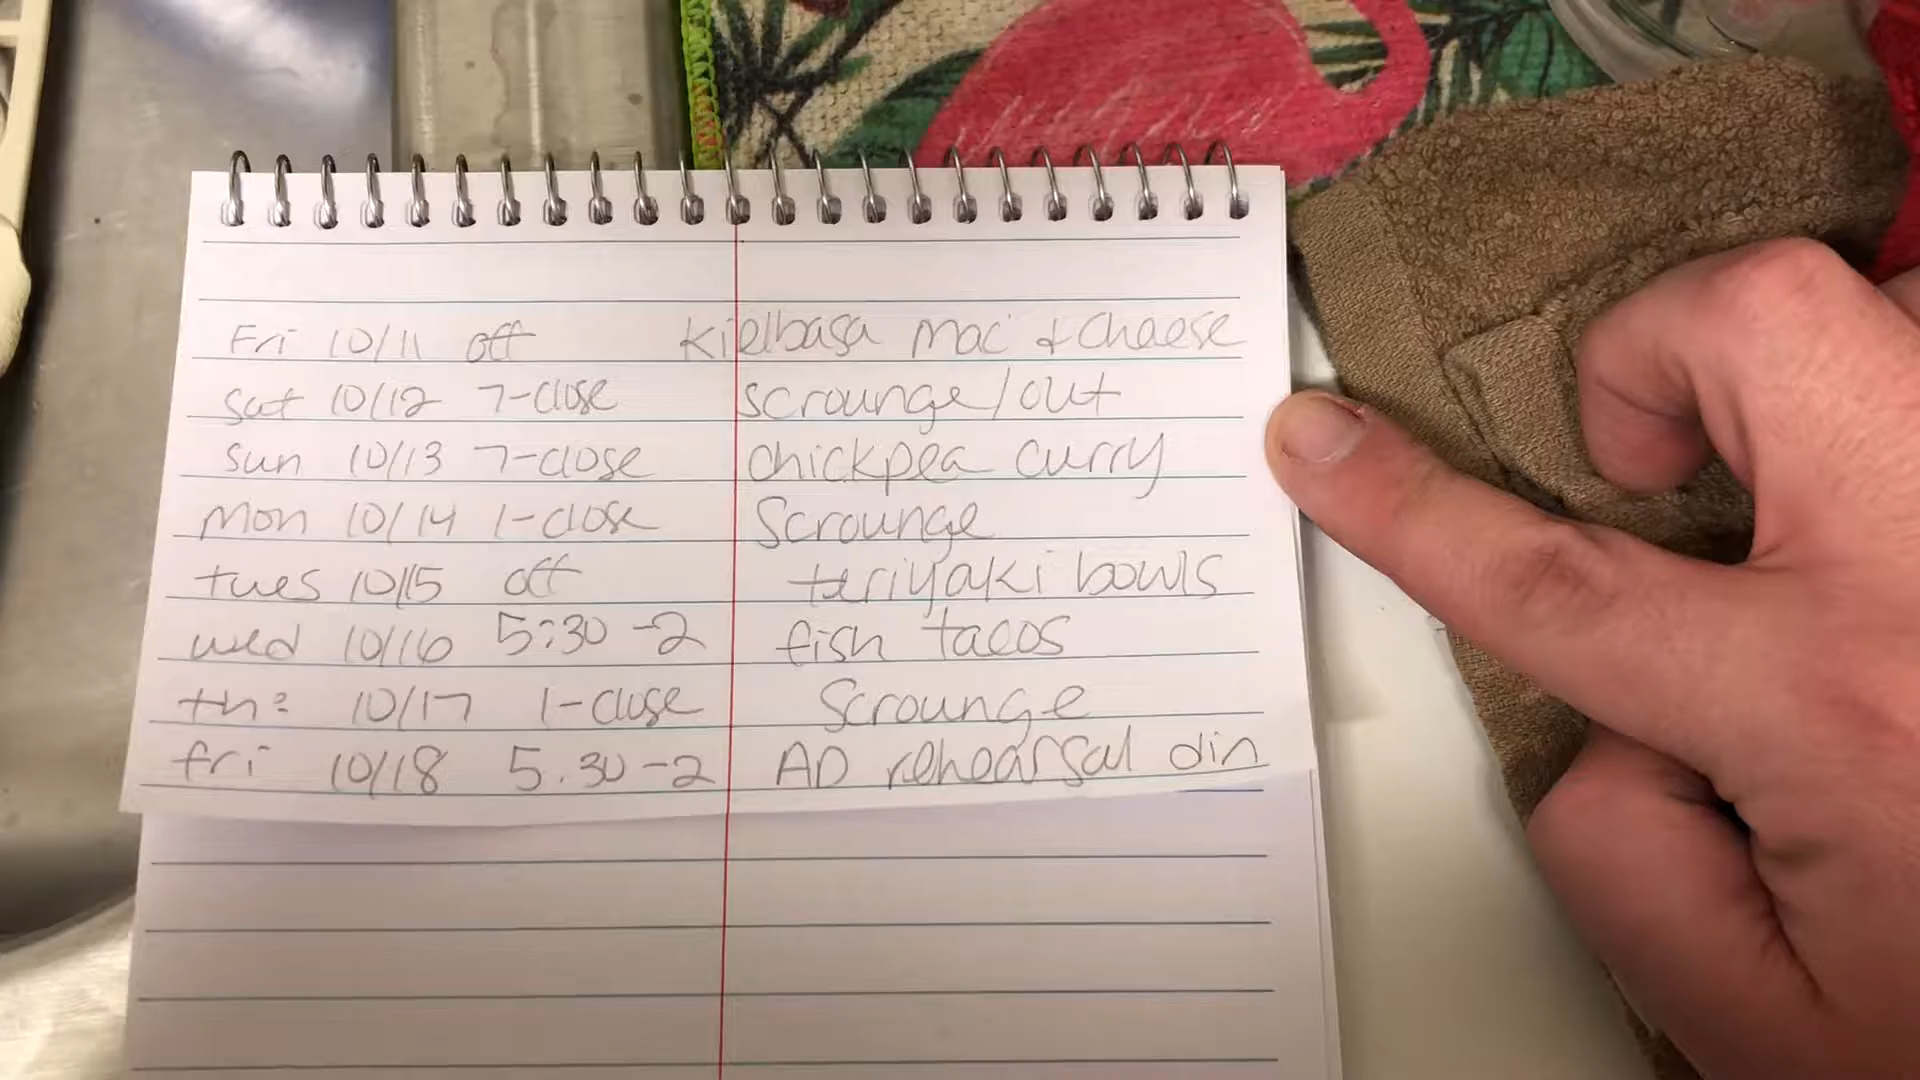 Fri 10/11 off Kielbasa mac & cheese
Sat 10/12 7-close scrounge/out
Sun 10/13 7-close chickpea curry
Mon 10/14 1-close Scrounge
tues 10/15 off teriyaki bowls
wed 10/16 5:30-2 fish tacos
th: 10/17 1-close Scrounge
fri 10/18 5.30-2 AD rehearsal din